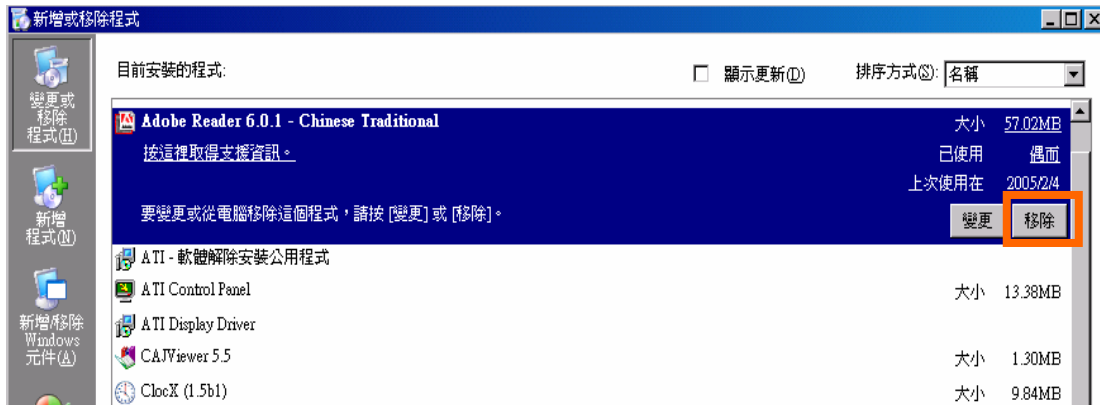 新增或移除程式
變更或
移除
程式(H)
新增
程式(N)
新增/移除
Windows
元件(A)
目前安裝的程式:
顯示更新(D)
排序方式(S): 名稱
Adobe Reader 6.0.1 - Chinese Traditional
大小 57.02MB
按這裡取得支援資訊。
已使用 偶而
上次使用在 2005/2/4
要變更或從電腦移除這個程式，請按 [變更] 或 [移除]。
變更 移除
ATI - 軟體解除安裝公用程式
ATI Control Panel 大小 13.38MB
ATI Display Driver
CAJViewer 5.5 大小 1.30MB
ClocX (1.5b1) 大小 9.84MB